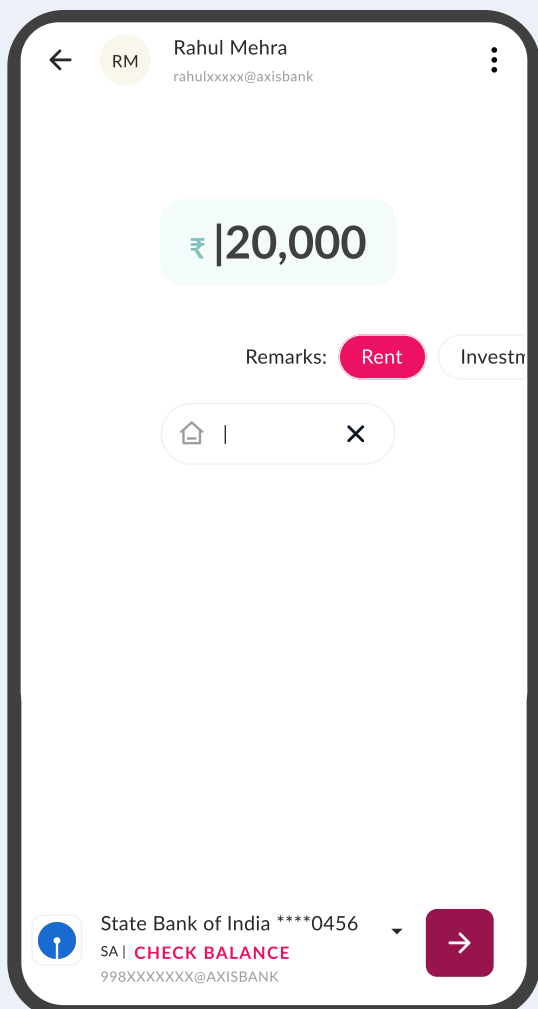 RM
Rahul Mehra
rahulxxxxx@axisbank
₹ 20,000
Remarks: Rent Investm
State Bank of India ****0456
SA | CHECK BALANCE
998XXXXXXX@AXISBANK